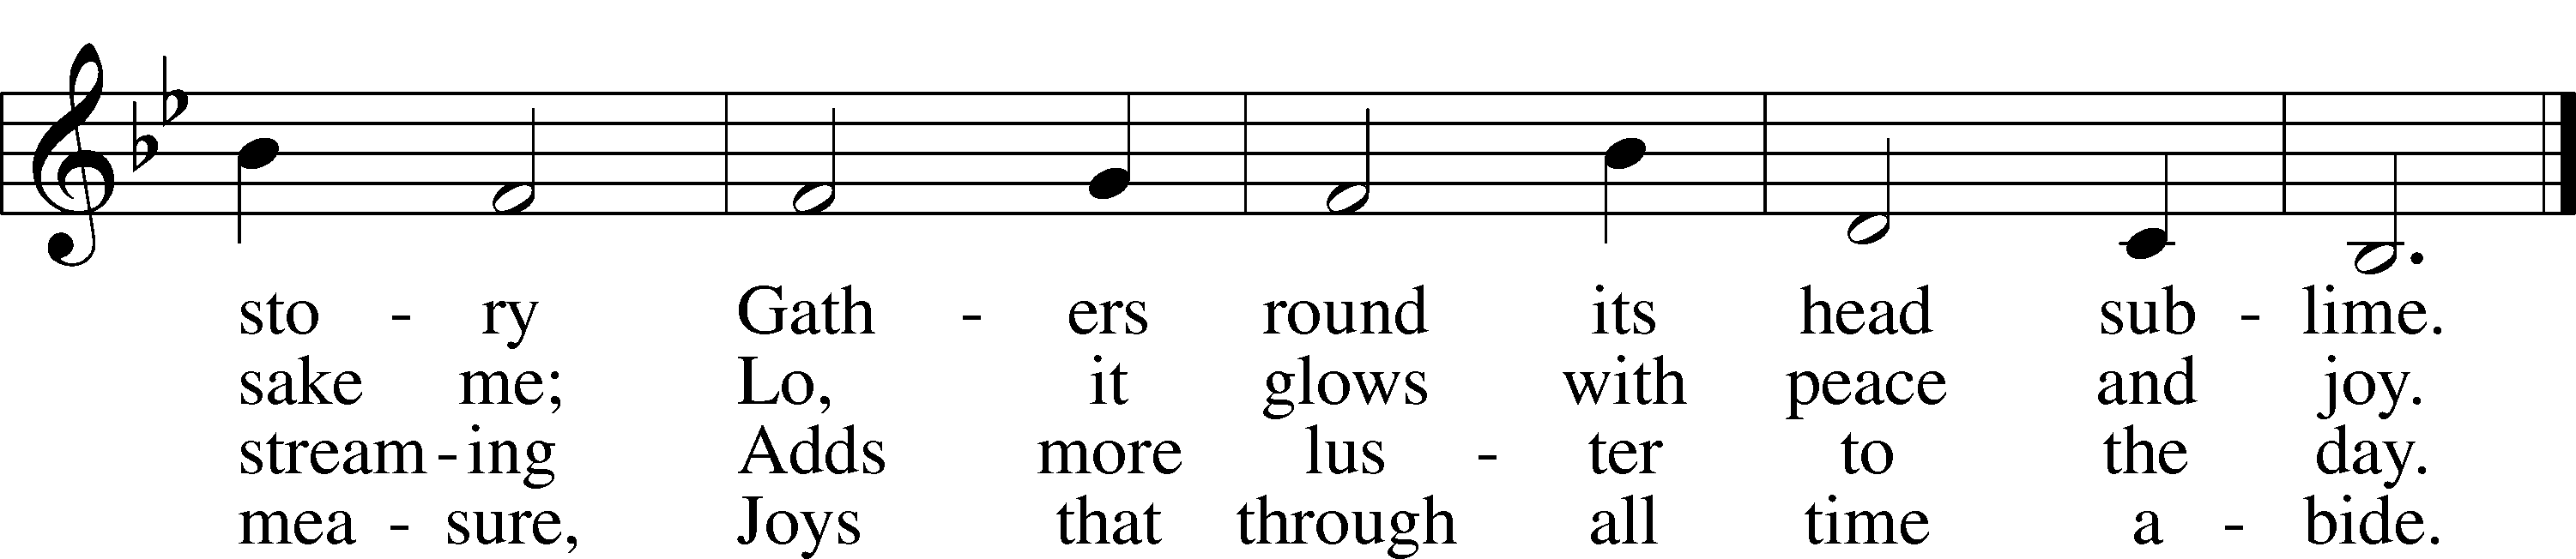 sto - ry Gath - ers round its head sub - lime.
sake me; Lo, it glows with peace and joy.
stream - ing Adds more lus - ter to the day.
mea - sure, Joys that through all time a - bide.